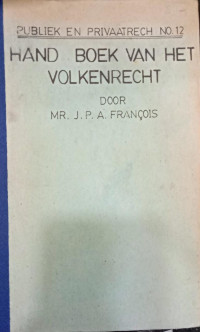 PUBLIEK EN PRIVAATRECH NO.12
HAND BOEK VAN HET
VOLKENRECHT
DOOR
MR. J. P. A. FRANÇOIS